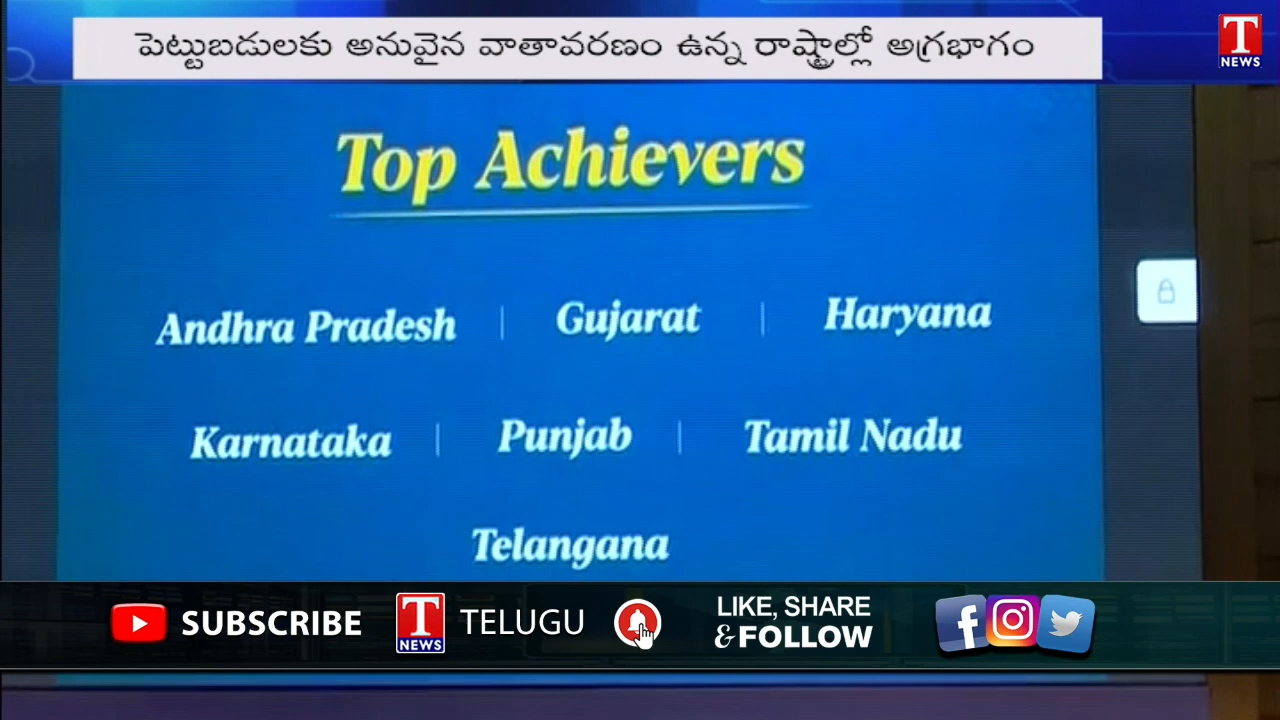 పెట్టుబడులకు అనువైన వాతావరణం ఉన్న రాష్ట్రాల్లో అగ్రభాగం
T
NEWS
Top Achievers
Andhra Pradesh | Gujarat | Haryana
Karnataka | Punjab | Tamil Nadu
Telangana
SUBSCRIBE T NEWS TELUGU LIKE, SHARE & FOLLOW